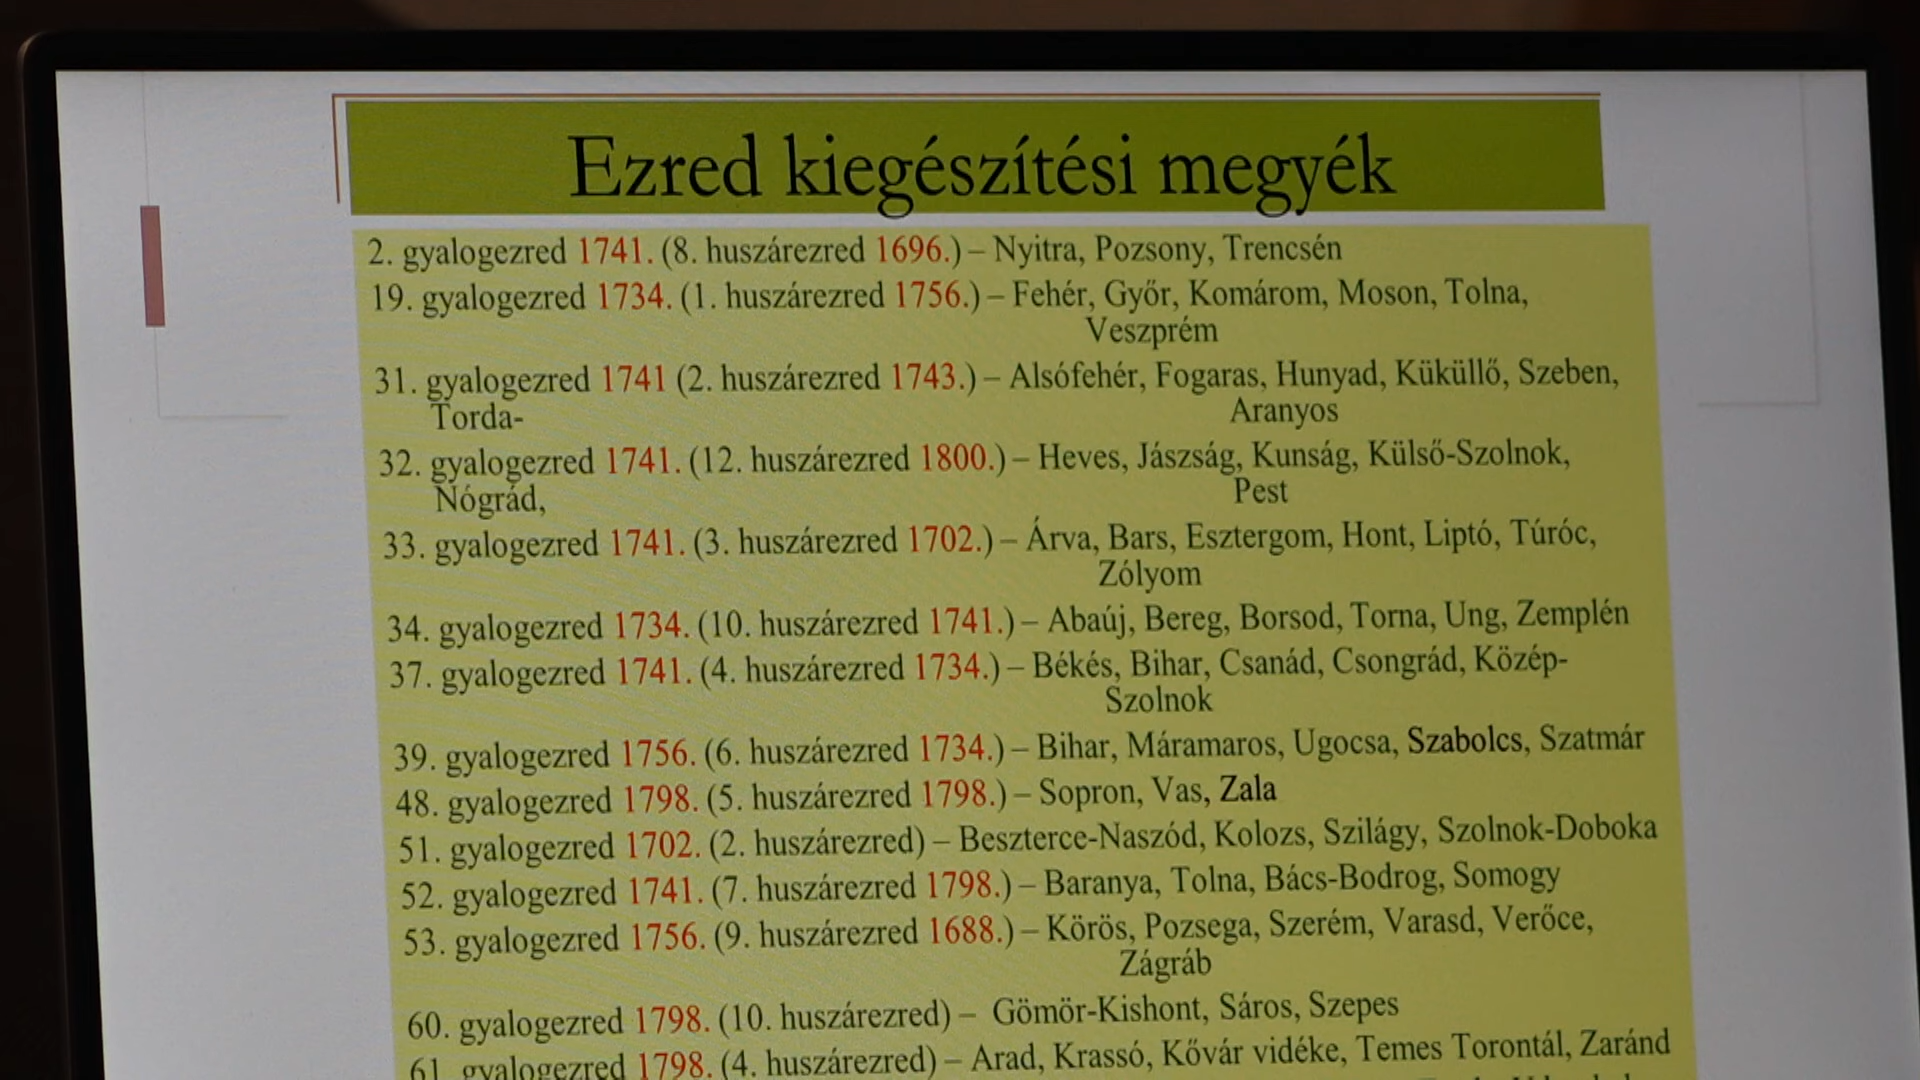 Ezred kiegészítési megyék
2. gyalogezred 1741. (8. huszárezred 1696.) – Nyitra, Pozsony, Trencsén
19. gyalogezred 1734. (1. huszárezred 1756.) – Fehér, Győr, Komárom, Moson, Tolna,
Veszprém
31. gyalogezred 1741 (2. huszárezred 1743.) – Alsófehér, Fogaras, Hunyad, Küküllő, Szeben,
Torda- Aranyos
32. gyalogezred 1741. (12. huszárezred 1800.) – Heves, Jászság, Kunság, Külső-Szolnok,
Nógrád, Pest
33. gyalogezred 1741. (3. huszárezred 1702.) – Árva, Bars, Esztergom, Hont, Liptó, Túróc,
Zólyom
34. gyalogezred 1734. (10. huszárezred 1741.) – Abaúj, Bereg, Borsod, Torna, Ung, Zemplén
37. gyalogezred 1741. (4. huszárezred 1734.) – Békés, Bihar, Csanád, Csongrád, Közép-
Szolnok
39. gyalogezred 1756. (6. huszárezred 1734.) – Bihar, Máramaros, Ugocsa, Szabolcs, Szatmár
48. gyalogezred 1798. (5. huszárezred 1798.) – Sopron, Vas, Zala
51. gyalogezred 1702. (2. huszárezred) – Beszterce-Naszód, Kolozs, Szilágy, Szolnok-Doboka
52. gyalogezred 1741. (7. huszárezred 1798.) – Baranya, Tolna, Bács-Bodrog, Somogy
53. gyalogezred 1756. (9. huszárezred 1688.) – Körös, Pozsega, Szerém, Varasd, Verőce,
Zágráb
60. gyalogezred 1798. (10. huszárezred) – Gömör-Kishont, Sáros, Szepes
61. gyalogezred 1798. (4. huszárezred) – Arad, Krassó, Kővár vidéke, Temes Torontál, Zaránd